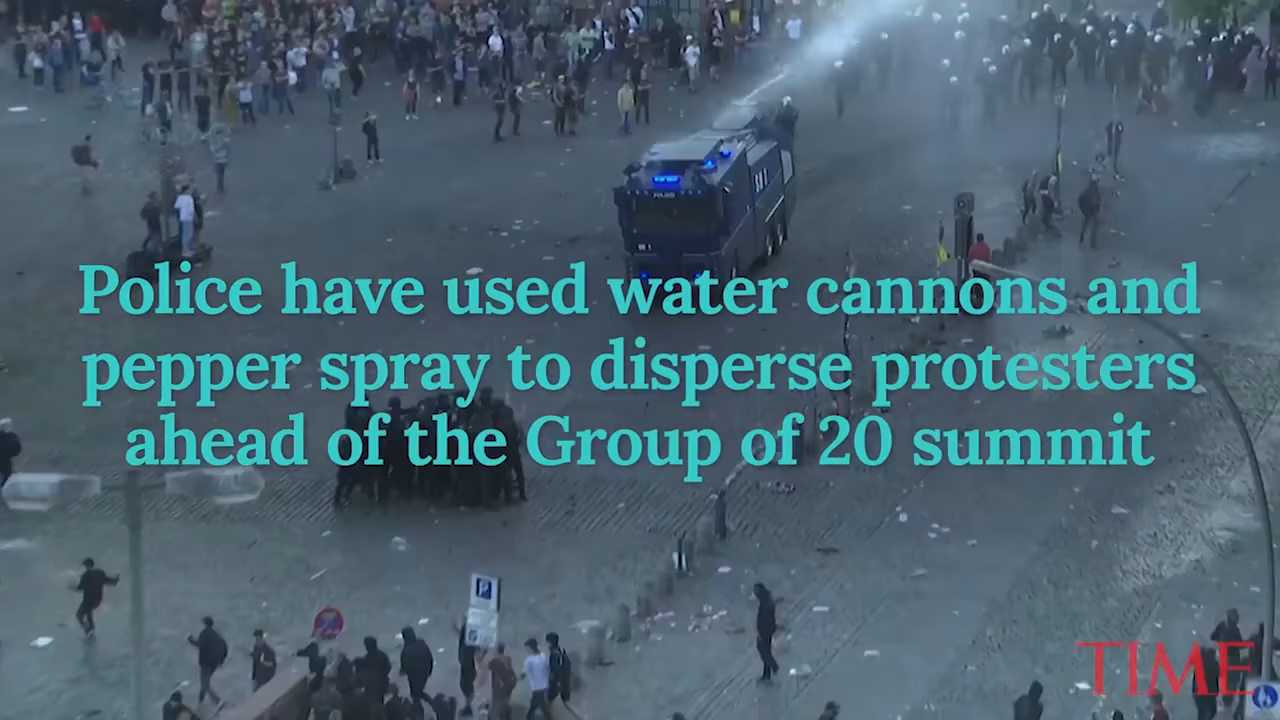 POLIZEI
Police have used water cannons and
pepper spray to disperse protesters
ahead of the Group of 20 summit
P
TIME